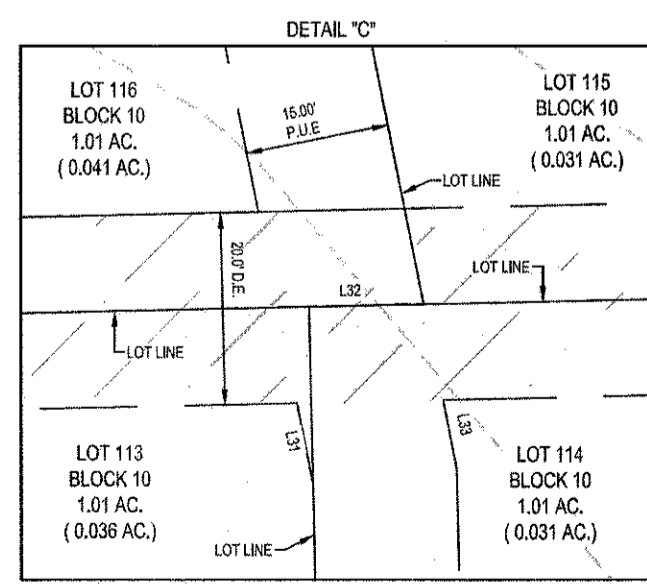 DETAIL "C"
LOT 116
BLOCK 10
1.01 AC.
( 0.041 AC.)
15.00'
P.U.E
LOT 115
BLOCK 10
1.01 AC.
( 0.031 AC.)
LOT LINE
20.0' D.E.
L32
LOT LINE
LOT LINE
L31
L33
LOT 113
BLOCK 10
1.01 AC.
( 0.036 AC.)
LOT 114
BLOCK 10
1.01 AC.
( 0.031 AC.)
LOT LINE